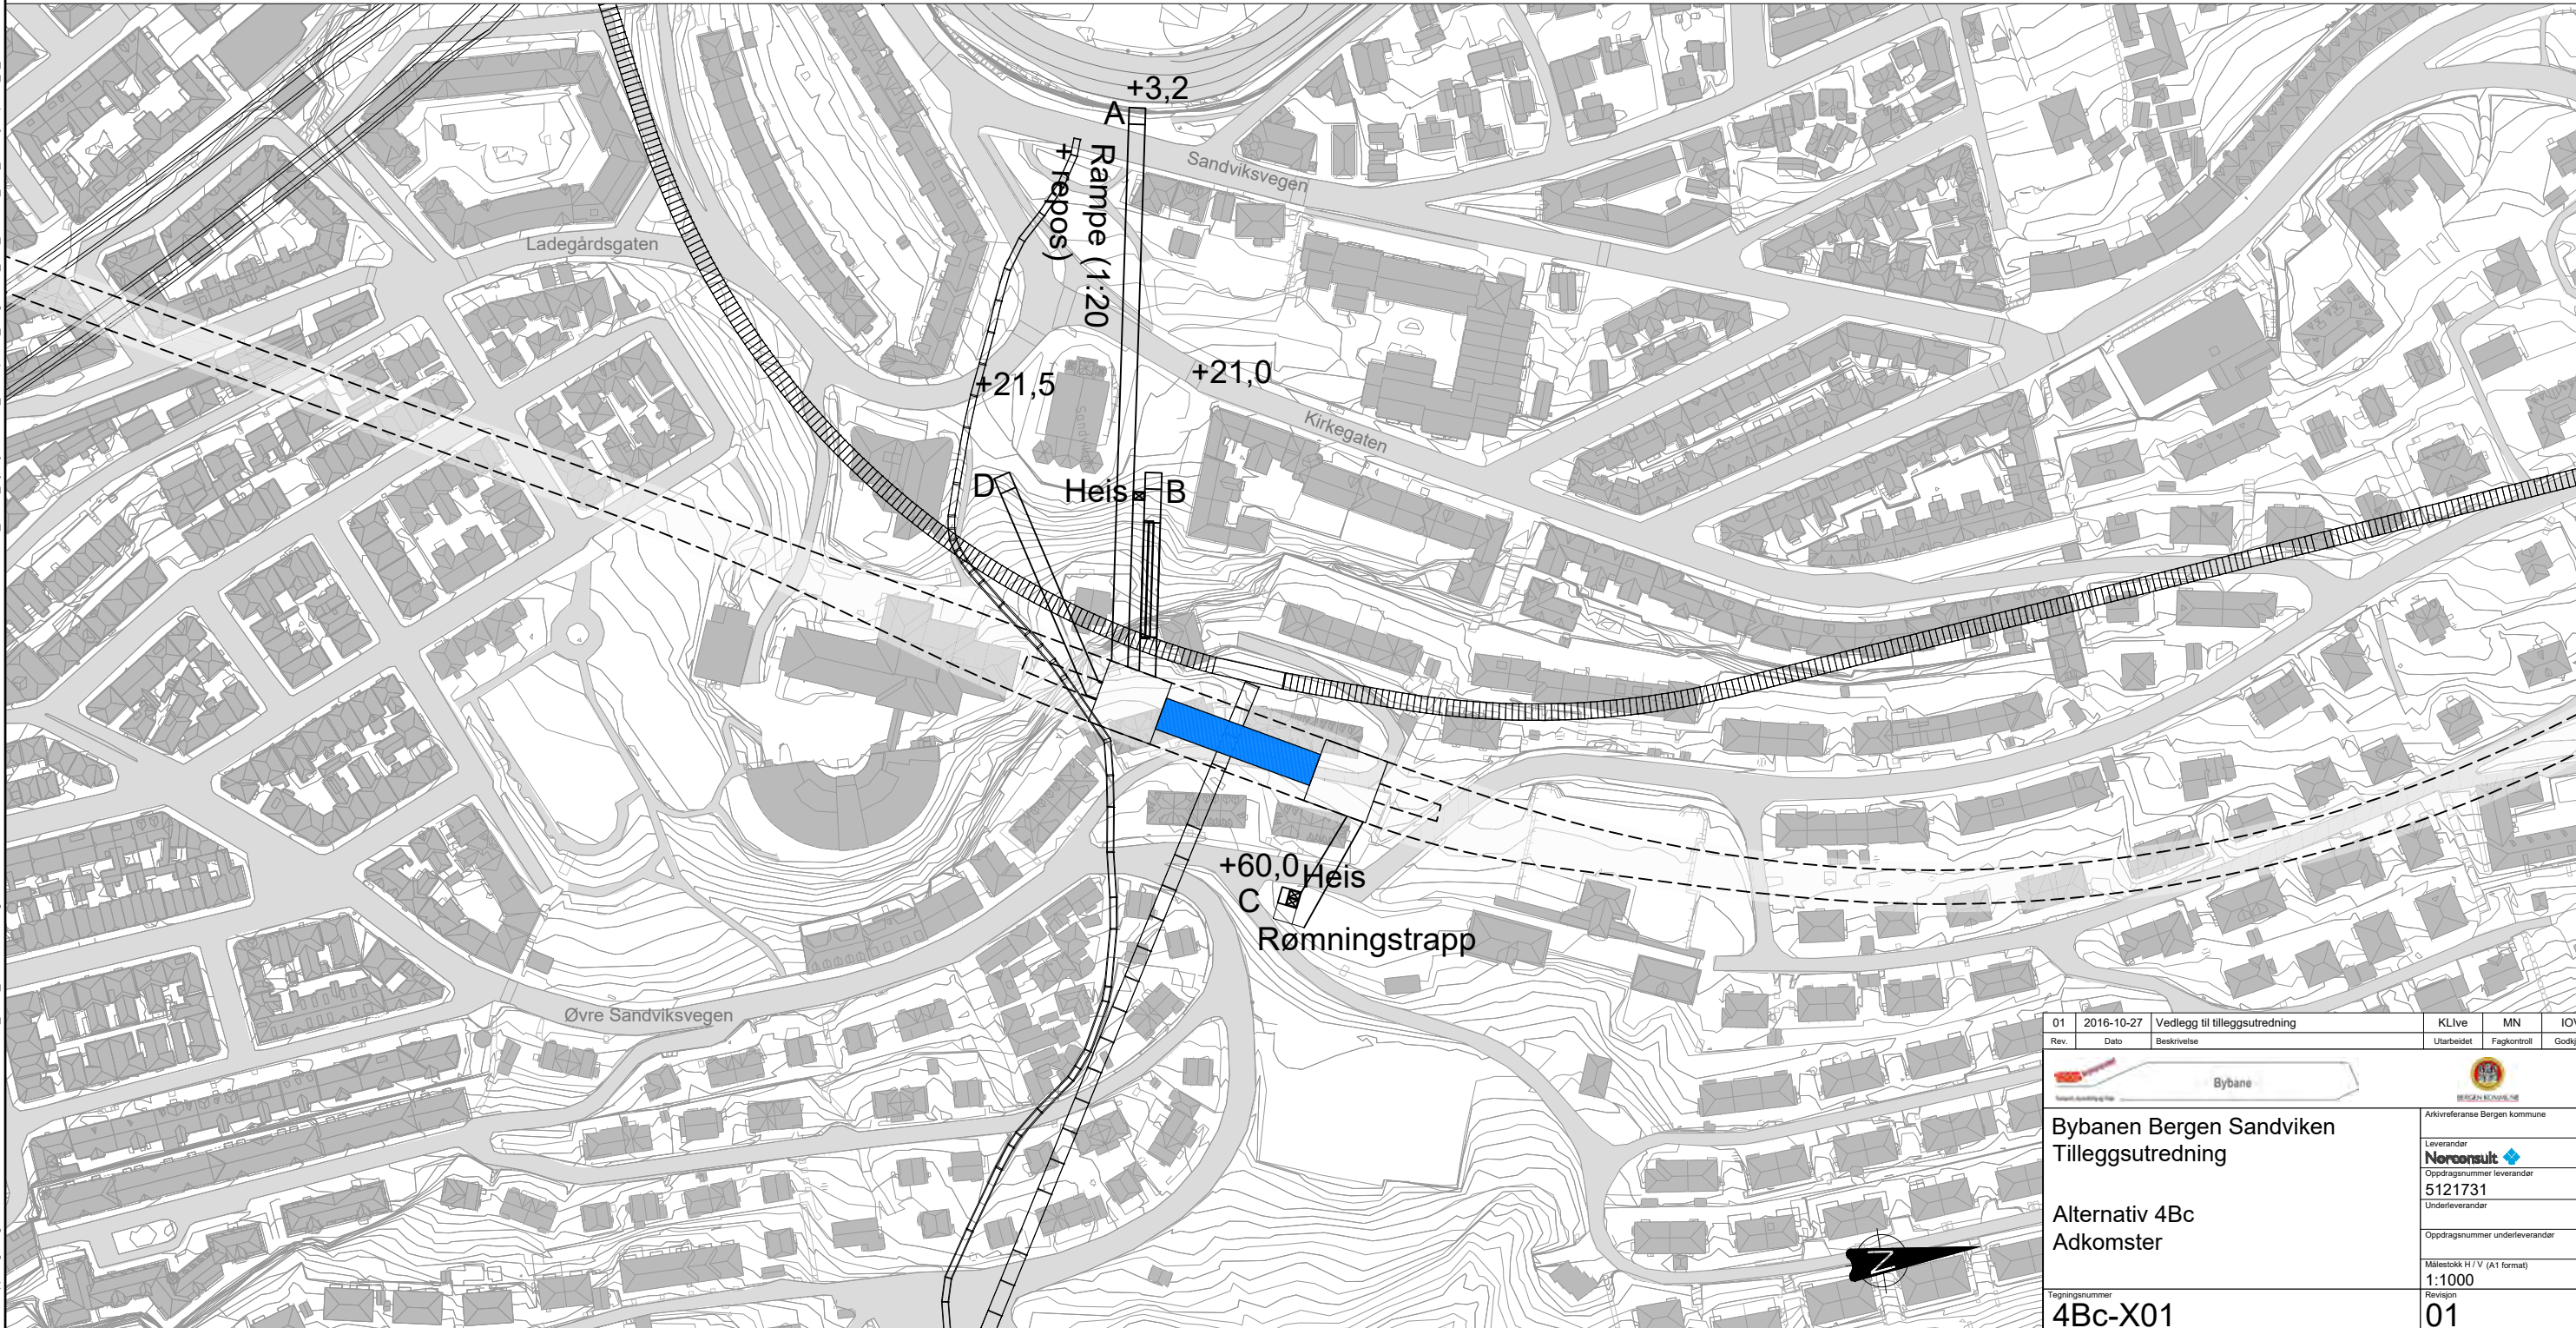 +3,2
A
Rampe (1:20
+ repos)
Sandviksvegen
Ladegårdsgaten
+21,5
+21,0
Kirkegaten
D
Heis
B
+60,0
Heis
C
Rømningstrapp
Øvre Sandviksvegen
01 2016-10-27 Vedlegg til tilleggsutredning KLIve MN
Rev. Dato Beskrivelse Utarbeidet Fagkontroll
Bybane
BERGEN KOMMUNE
Bybanen Bergen Sandviken
Tilleggsutredning
Alternativ 4Bc
Adkomster
Arkivreferanse Bergen kommune
Leverandør
Norconsult
Oppdragsnummer leverandør
5121731
Underleverandør
Oppdragsnummer underleverandør
Målestokk H / V (A1 format)
1:1000
N
Tegningsnummer
4Bc-X01
Revisjon
01